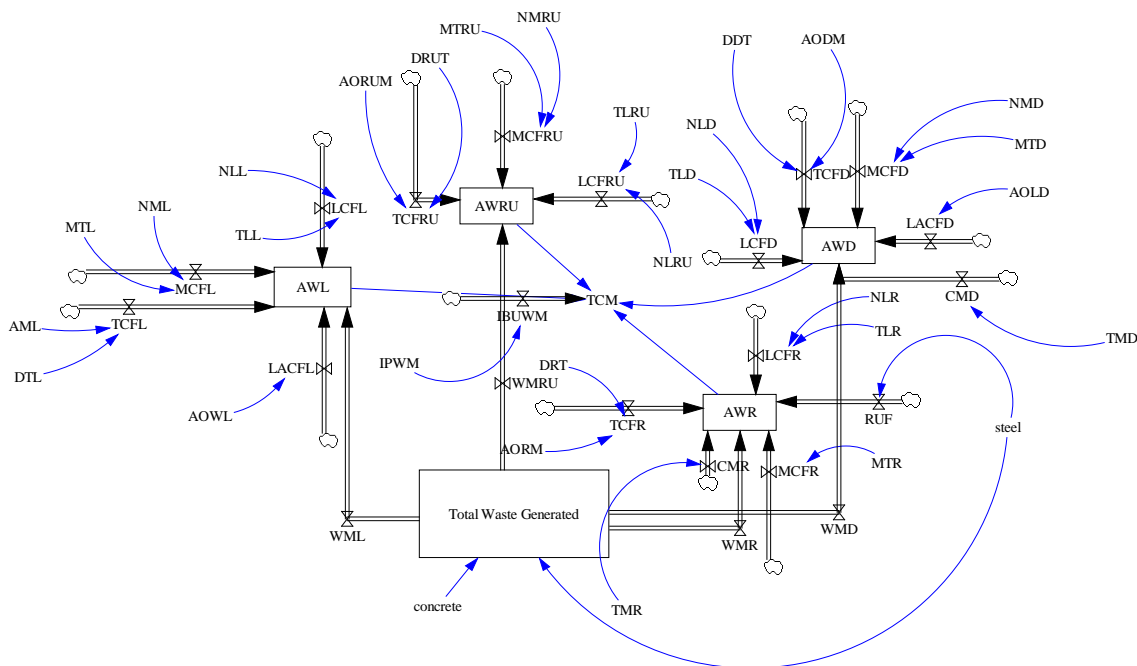 NMRU
MTRU
DDT
AODM
DRUT
AORUM
NMD
TLRU
NLD
MCFRU
MTD
NLL
TLD
LCFRU
TCFD
MCFD
AOLD
NML
LCFL
TCFRU
AWRU
LACFD
MTL
TLL
LCFD
AWD
NLRU
MCFL
AWL
TCM
CMD
NLR
AML
TCFL
IBUWM
TLR
TMD
LCFR
DTL
LACFL
IPWM
DRT
WMRU
AOWL
TCFR
AWR
RUF
steel
AORM
CMR
MCFR
MTR
Total Waste Generated
WML
WMR
WMD
concrete
TMR